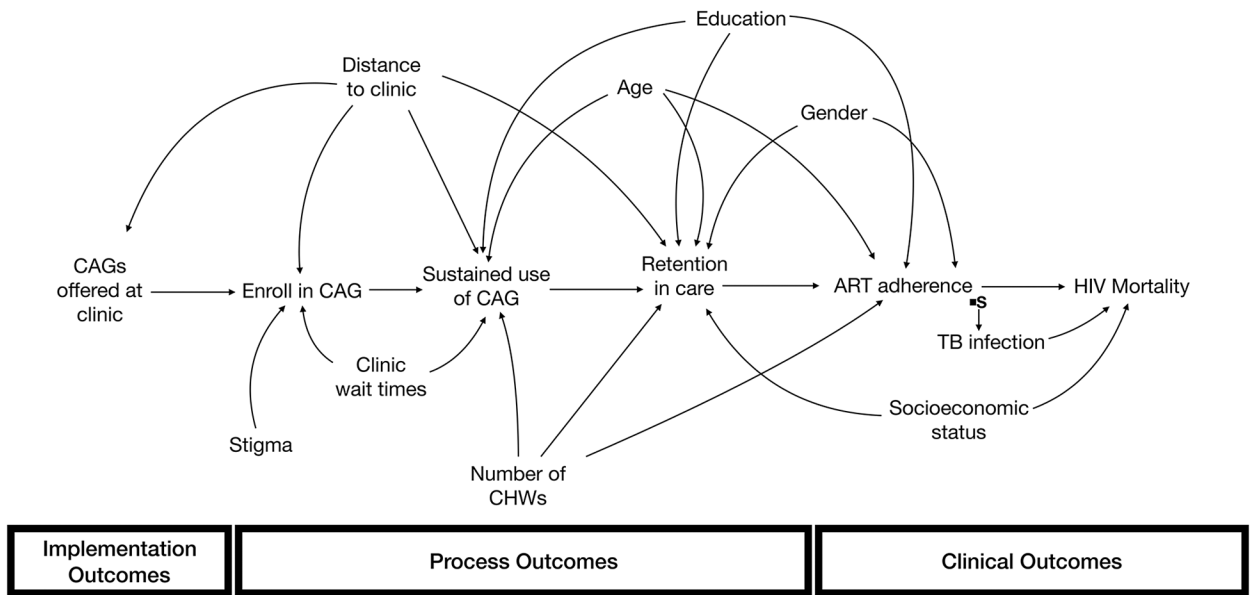 Education
Distance
to clinic
Age
Gender
CAGs
offered at
clinic
Enroll in CAG
Sustained use
of CAG
Retention
in care
ART adherence
HIV Mortality
s
TB infection
Clinic
wait times
Socioeconomic
status
Stigma
Number of
CHWs
Implementation
Outcomes
Process Outcomes
Clinical Outcomes